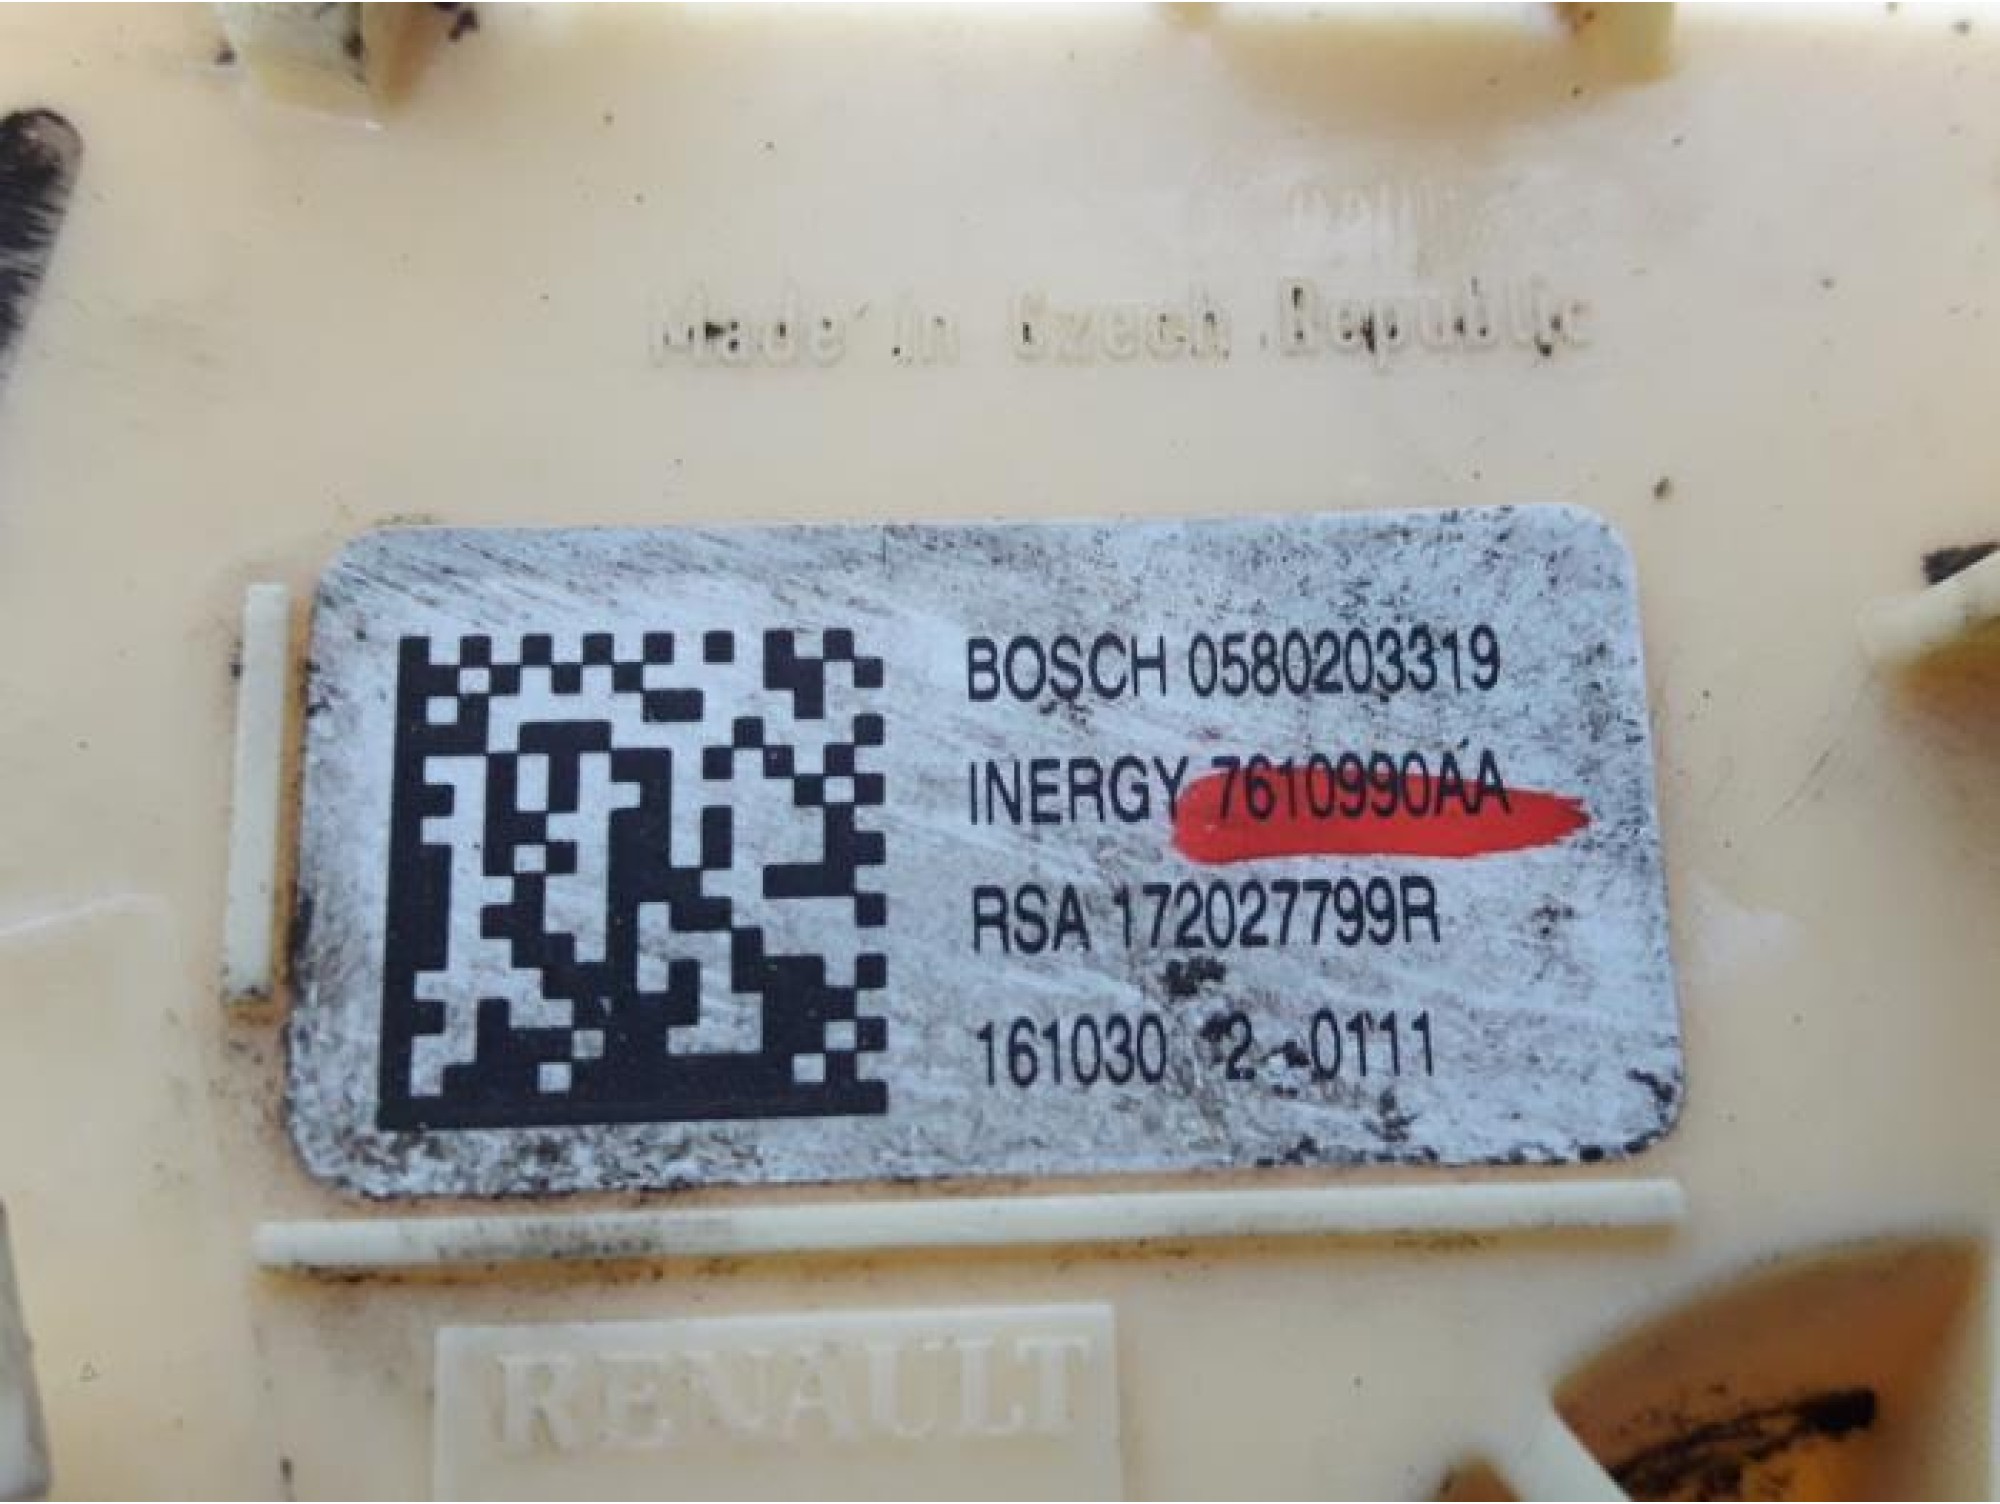 Made in Czech Republic
BOSCH 0580203319
INERGY 7610990AA
RSA 172027799R
161030 2 0111
RENAULT